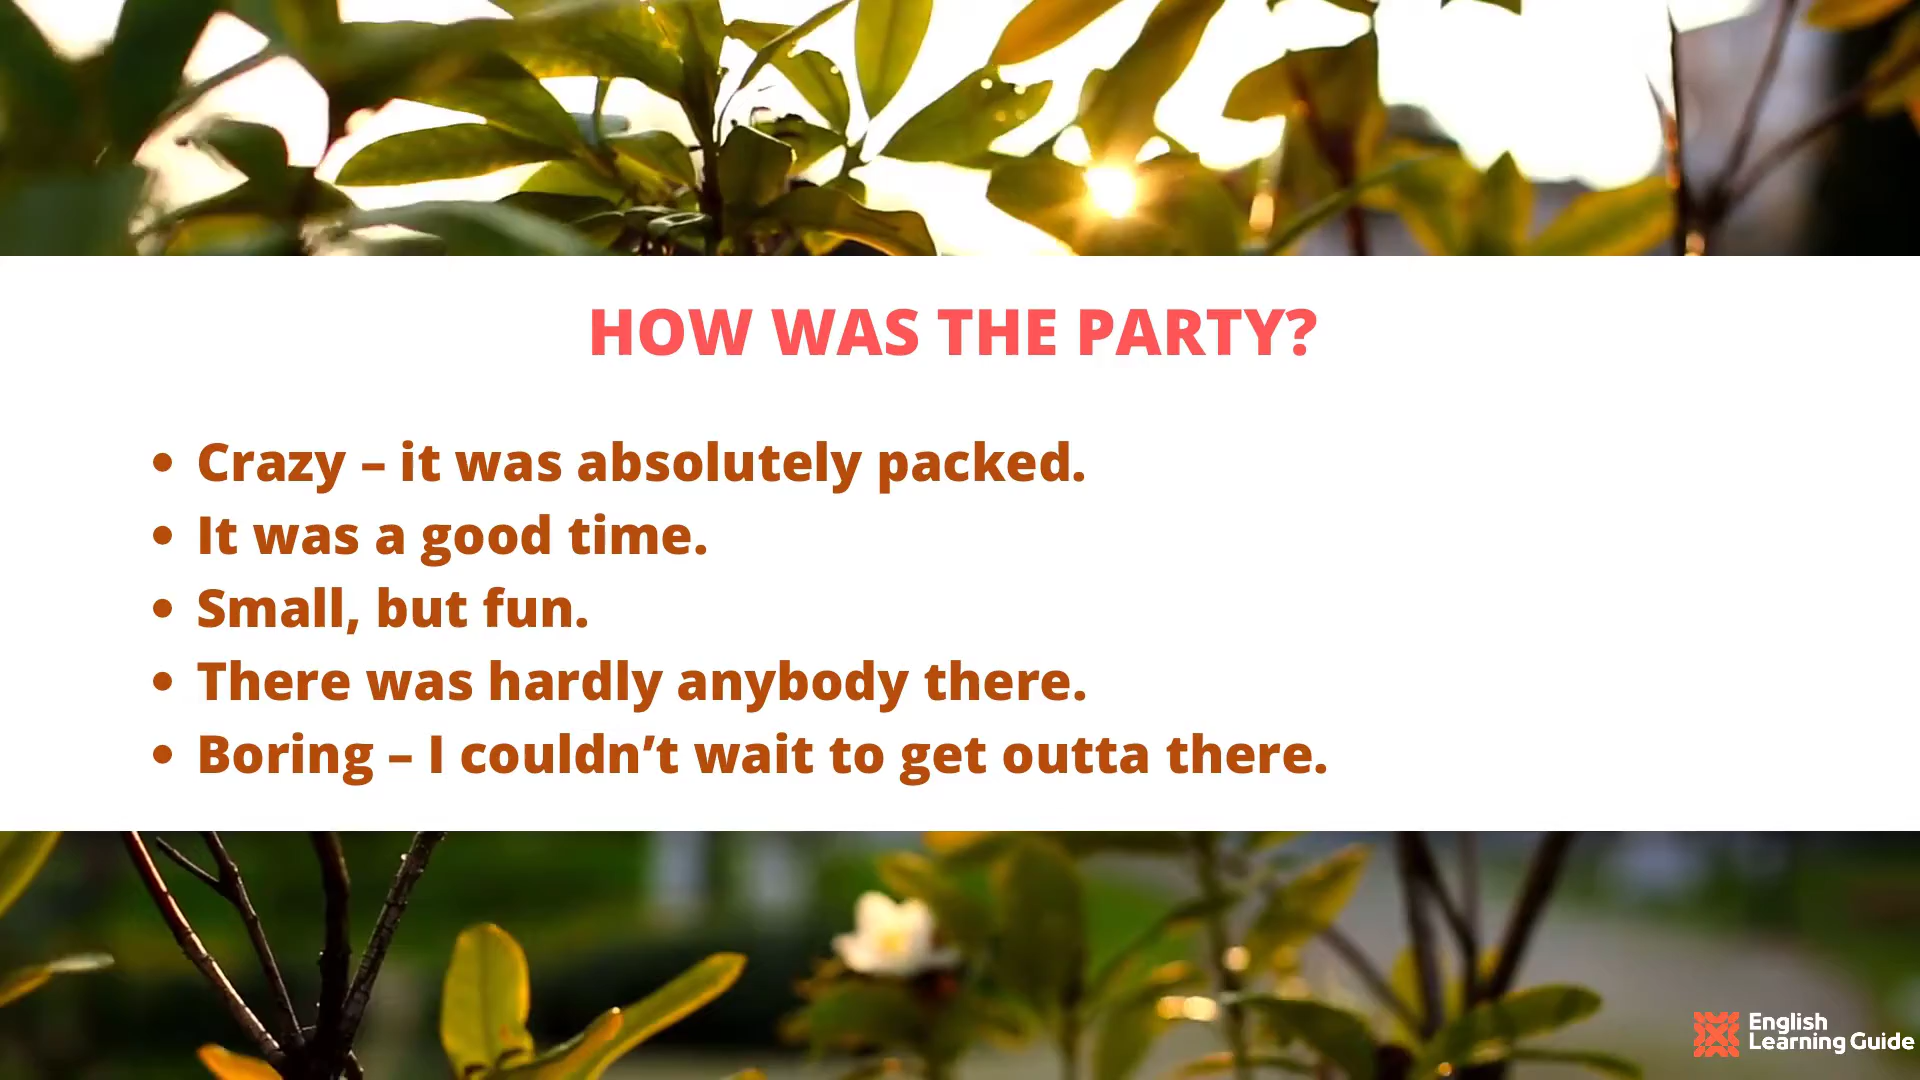 HOW WAS THE PARTY?
• Crazy – it was absolutely packed.
• It was a good time.
• Small, but fun.
• There was hardly anybody there.
• Boring – I couldn’t wait to get outta there.
English
Learning Guide